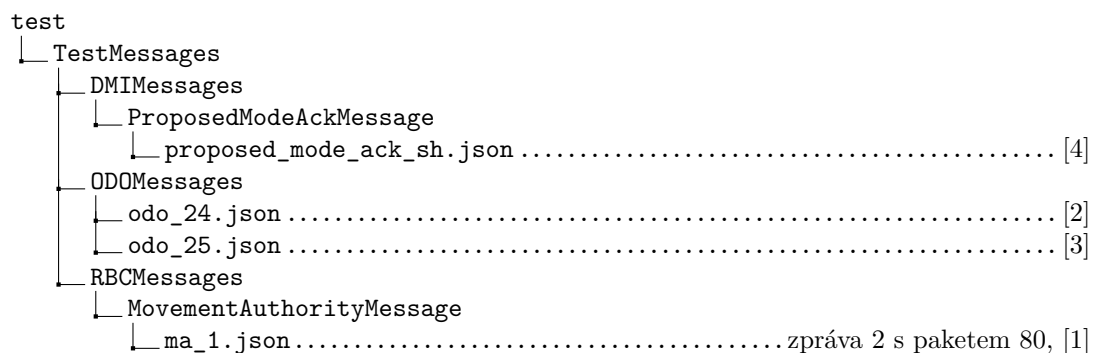 test
TestMessages
DMIMessages
ProposedModeAckMessage
proposed_mode_ack_sh.json ........................................................ [4]
ODOMessages
odo_24.json ................................................................................ [2]
odo_25.json ................................................................................ [3]
RBCMessages
MovementAuthorityMessage
ma_1.json ................................................... zpráva 2 s paketem 80, [1]